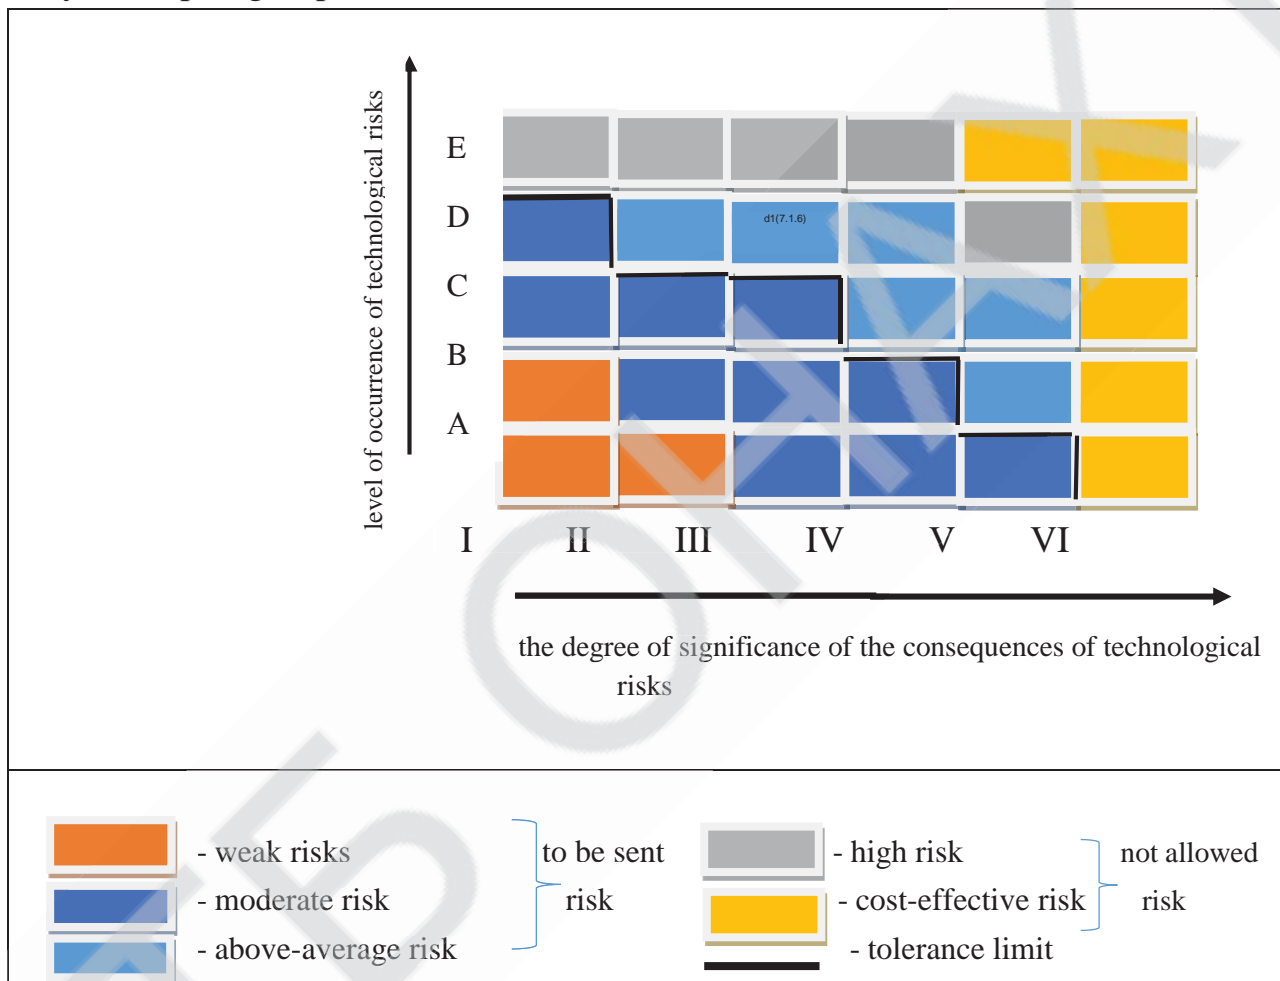 level of occurrence of technological risks
E
D
d1(7.1.6)
C
B
A
I II III IV V VI
the degree of significance of the consequences of technological
risks
- weak risks
- moderate risk
- above-average risk
to be sent
risk
- high risk
- cost-effective risk
- tolerance limit
not allowed
risk